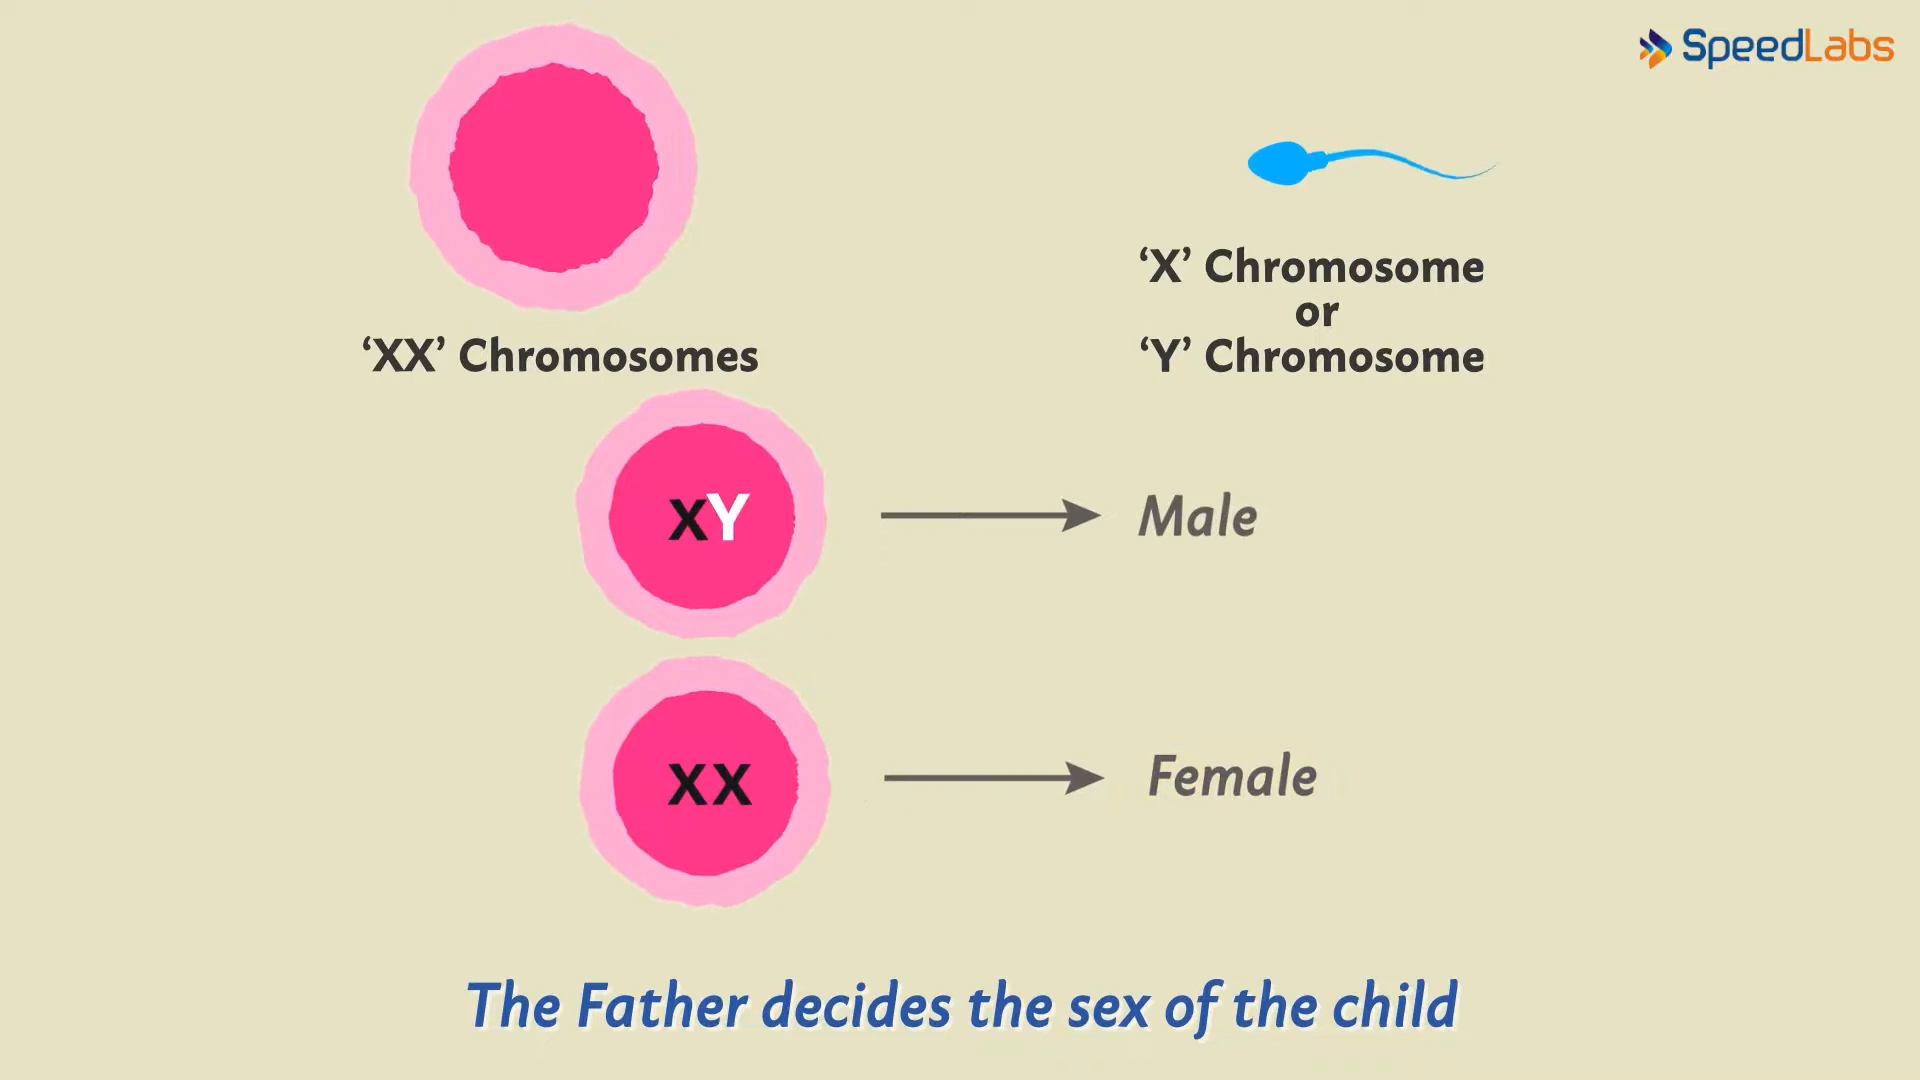 SpeedLabs
‘X’ Chromosome
or
‘XX’ Chromosomes
‘Y’ Chromosome
XY
Male
XX
Female
The Father decides the sex of the child